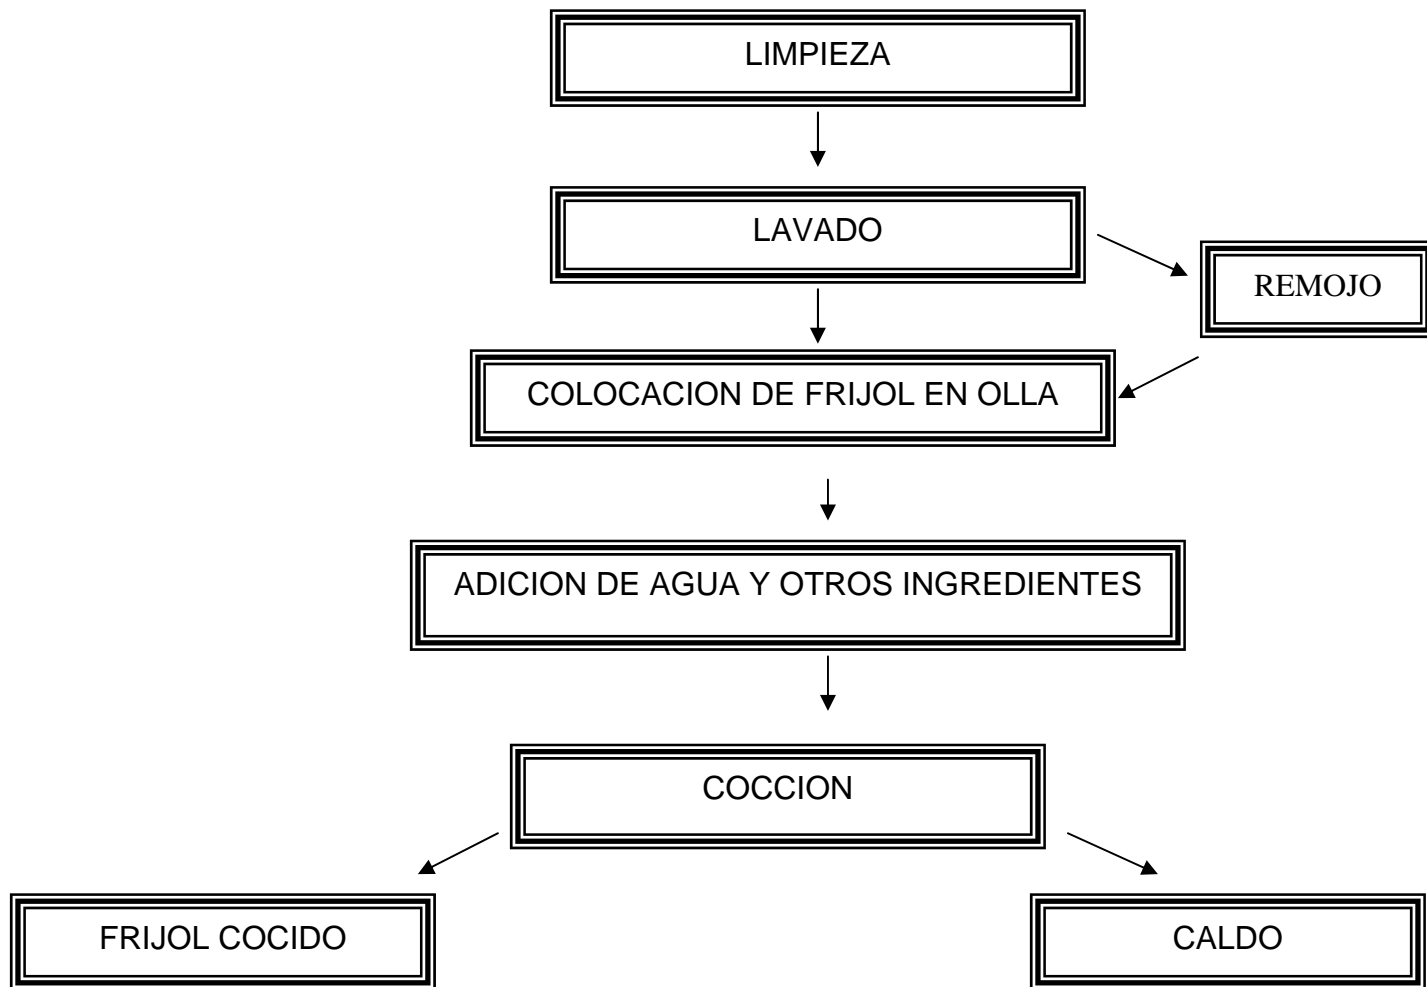 LIMPIEZA
LAVADO
REMOJO
COLOCACION DE FRIJOL EN OLLA
ADICION DE AGUA Y OTROS INGREDIENTES
COCCION
FRIJOL COCIDO
CALDO